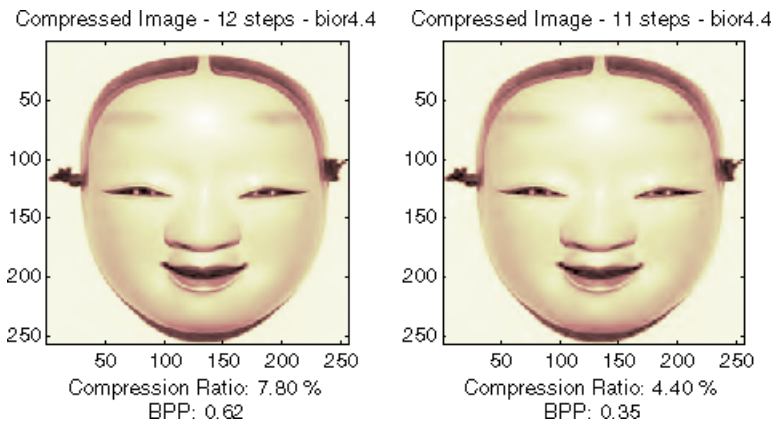 Compressed Image - 12 steps - bior4.4
50
100
150
200
250
50 100 150 200 250
Compression Ratio: 7.80 %
BPP: 0.62
Compressed Image - 11 steps - bior4.4
50
100
150
200
250
50 100 150 200 250
Compression Ratio: 4.40 %
BPP: 0.35